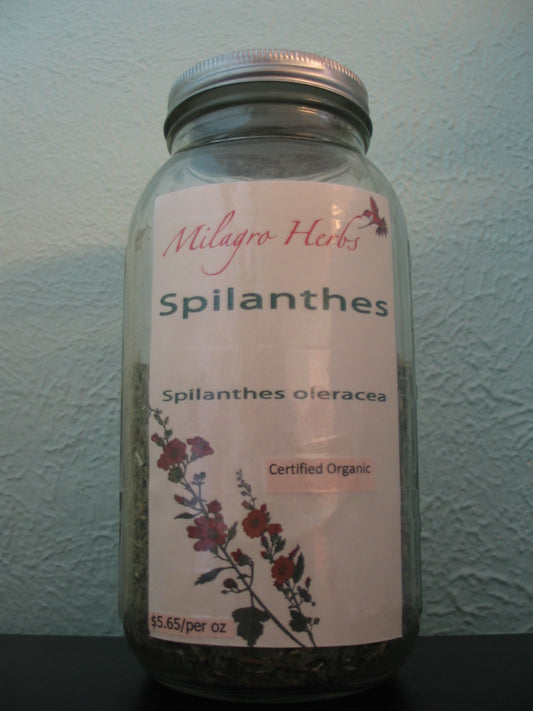 Milagro Herbs
Spilanthes
Spilanthes oleracea
Certified Organic
$5.65/per oz